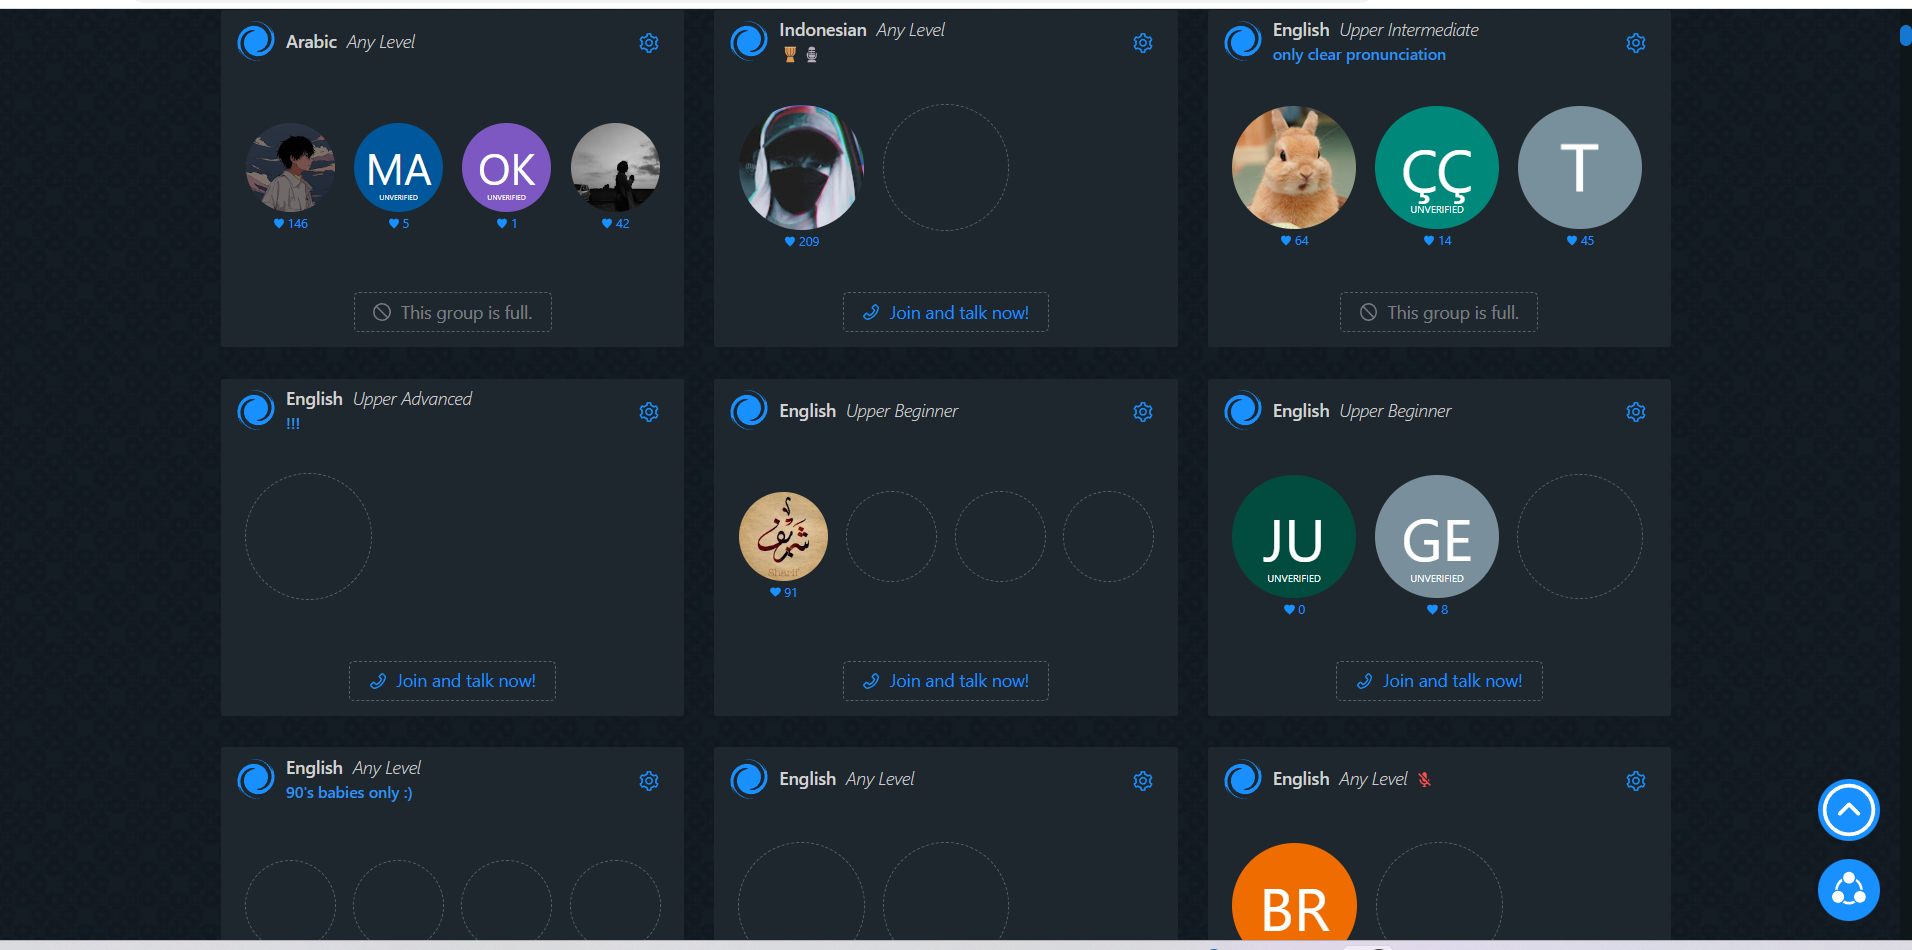 Arabic Any Level
MA
UNVERIFIED
OK
UNVERIFIED
146
5
1
42
This group is full.
Indonesian Any Level
209
Join and talk now!
English Upper Intermediate
only clear pronunciation
ÇÇ
UNVERIFIED
T
64
14
45
This group is full.
English Upper Advanced
!!!
Join and talk now!
English Upper Beginner
شريف
Sharif
91
Join and talk now!
English Upper Beginner
JU
UNVERIFIED
GE
UNVERIFIED
0
8
Join and talk now!
English Any Level
90's babies only :)
English Any Level
English Any Level
BR